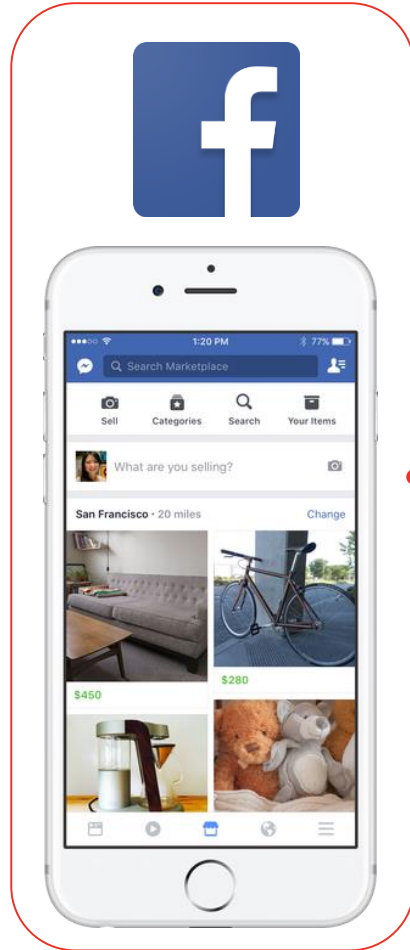 f
1:20 PM 77%
Search Marketplace
Sell Categories Search Your Items
What are you selling?
San Francisco · 20 miles Change
$450
$280